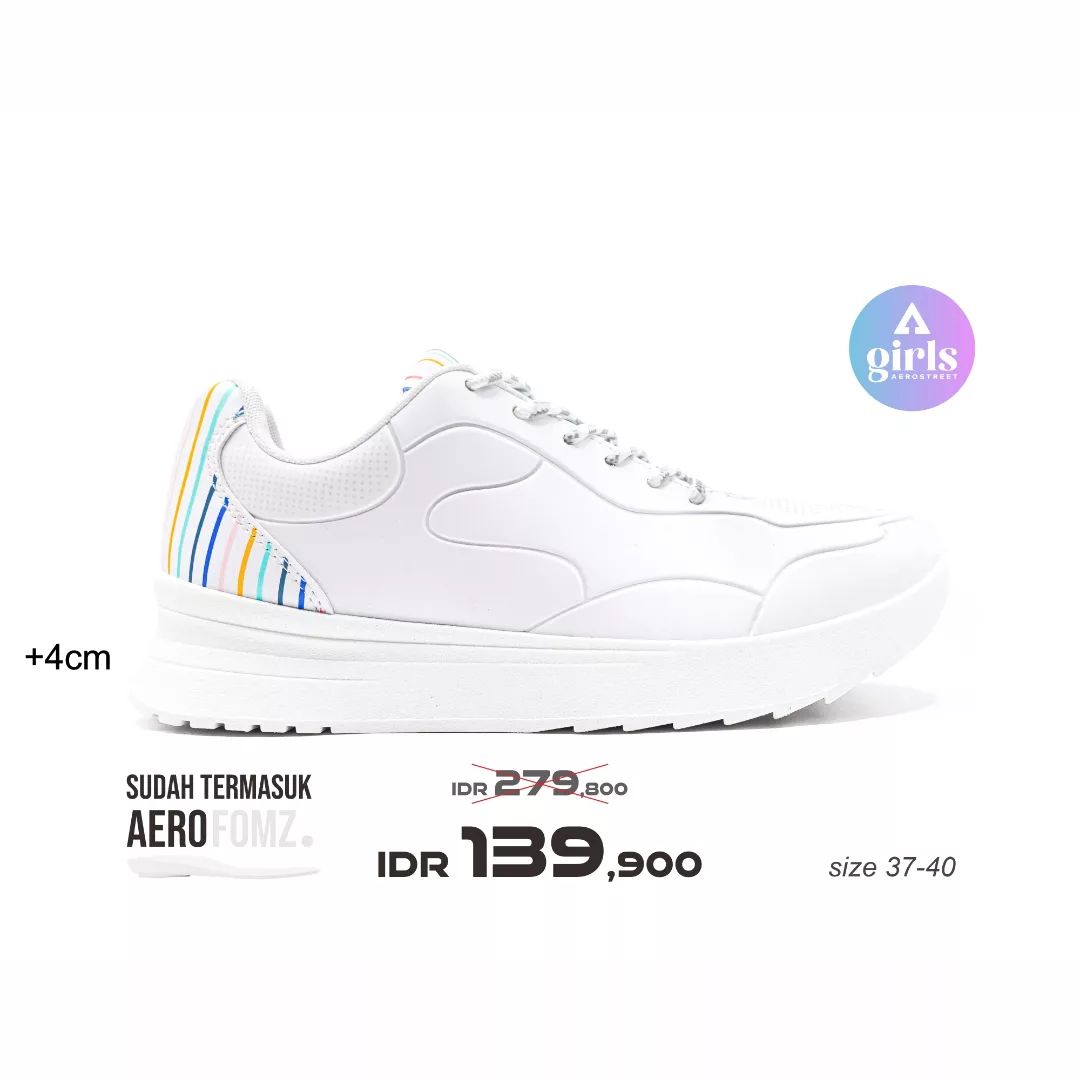 girls
AEROSTREET
+4cm
SUDAH TERMASUK
AEROFOMZ.
IDR 279,800
IDR 139,900
size 37-40